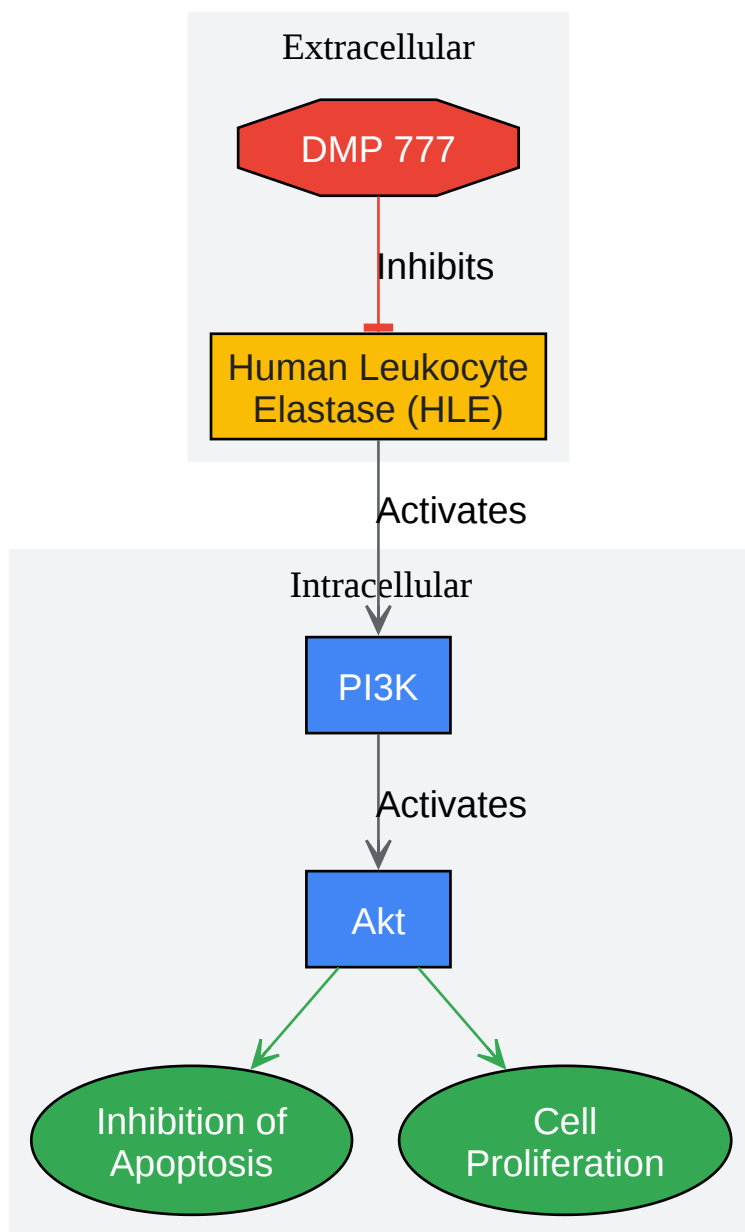 Extracellular
DMP 777
Inhibits
Human Leukocyte
Elastase (HLE)
Activates
Intracellular
PI3K
Activates
Akt
Inhibition of
Apoptosis
Cell
Proliferation